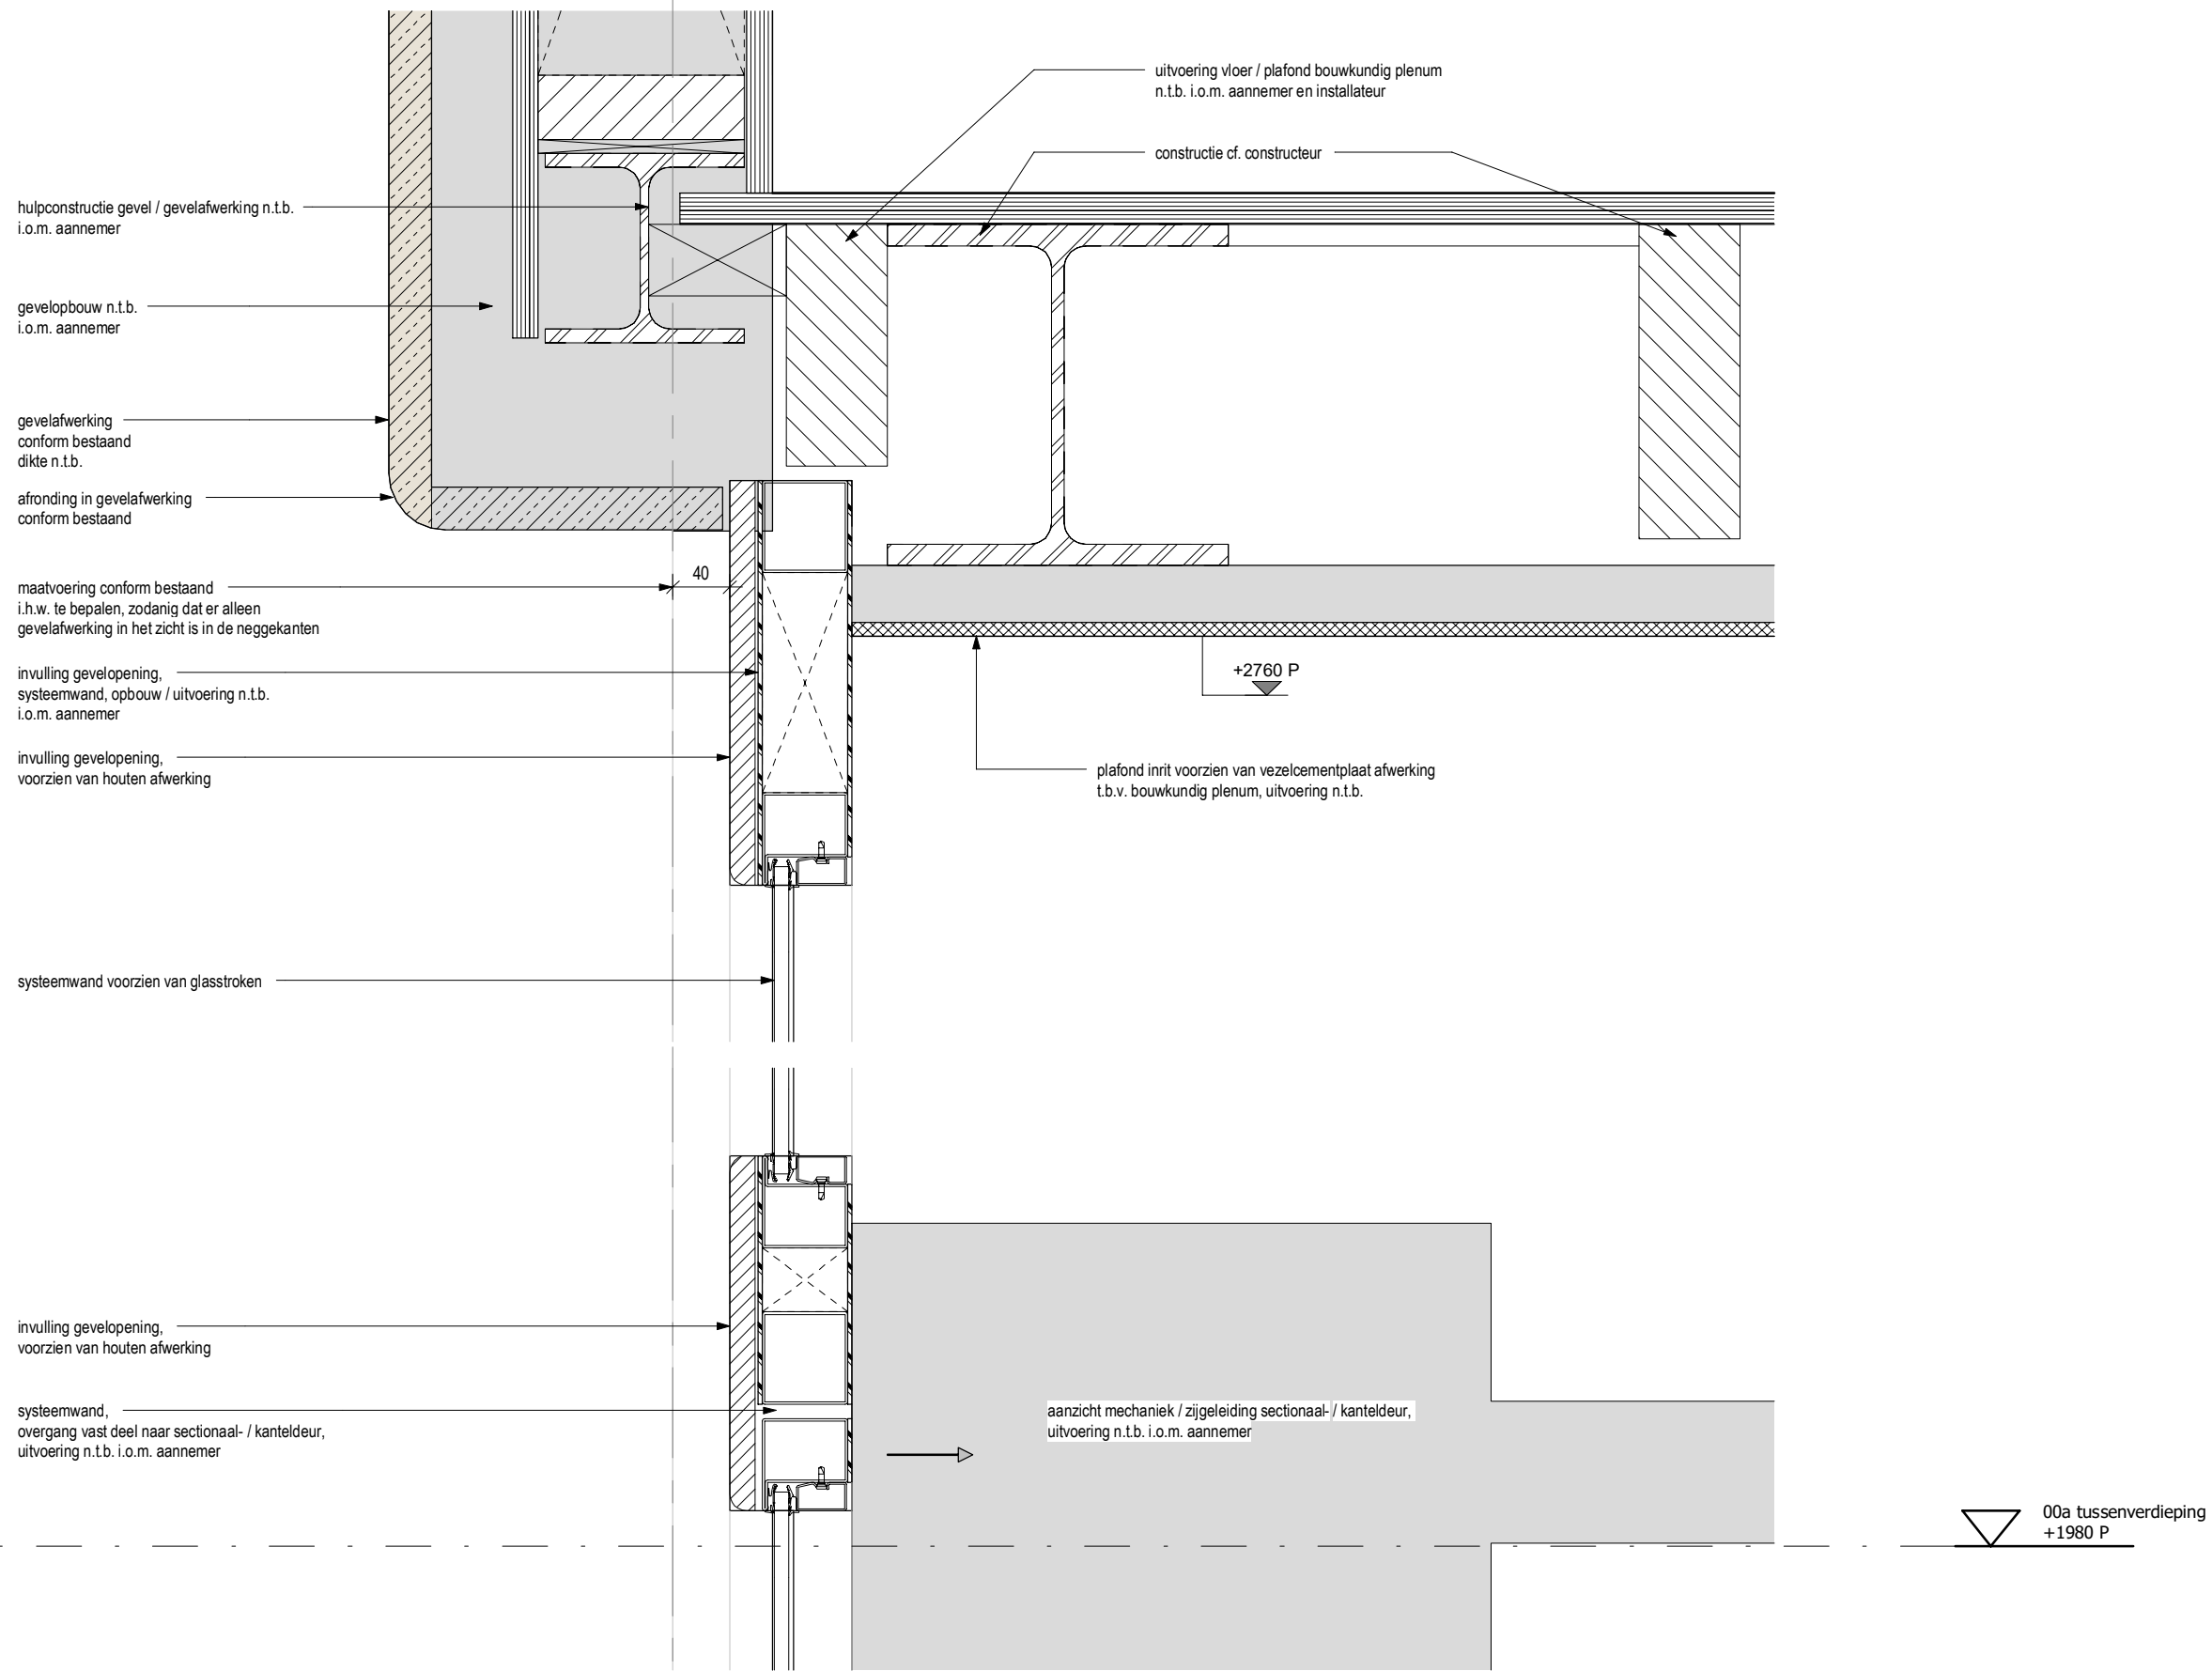 uitvoering vloer / plafond bouwkundig plenum
n.t.b. i.o.m. aannemer en installateur
constructie cf. constructeur
hulpconstructie gevel / gevelafwerking n.t.b.
i.o.m. aannemer
gevelopbouw n.t.b.
i.o.m. aannemer
gevelafwerking
conform bestaand
dikte n.t.b.
afronding in gevelafwerking
conform bestaand
maatvoering conform bestaand
i.h.w. te bepalen, zodanig dat er alleen
gevelafwerking in het zicht is in de neggekanten
40
invulling gevelopening,
systeemwand, opbouw / uitvoering n.t.b.
i.o.m. aannemer
+2760 P
invulling gevelopening,
voorzien van houten afwerking
plafond inrit voorzien van vezelcementplaat afwerking
t.b.v. bouwkundig plenum, uitvoering n.t.b.
systeemwand voorzien van glasstroken
invulling gevelopening,
voorzien van houten afwerking
systeemwand,
overgang vast deel naar sectionaal- / kanteldeur,
uitvoering n.t.b. i.o.m. aannemer
aanzicht mechaniek / zijgeleiding sectionaal- / kanteldeur,
uitvoering n.t.b. i.o.m. aannemer
00a tussenverdieping
+1980 P